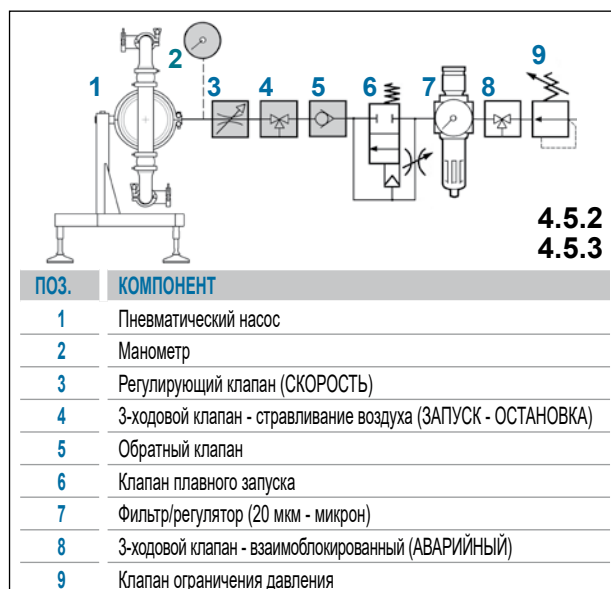 2
9
1
3
4
5
6
7
8
4.5.2
4.5.3
ПОЗ. КОМПОНЕНТ
1 Пневматический насос
2 Манометр
3 Регулирующий клапан (СКОРОСТЬ)
4 3-ходовой клапан - стравливание воздуха (ЗАПУСК - ОСТАНОВКА)
5 Обратный клапан
6 Клапан плавного запуска
7 Фильтр/регулятор (20 мкм - микрон)
8 3-ходовой клапан - взаимоблокированный (АВАРИЙНЫЙ)
9 Клапан ограничения давления